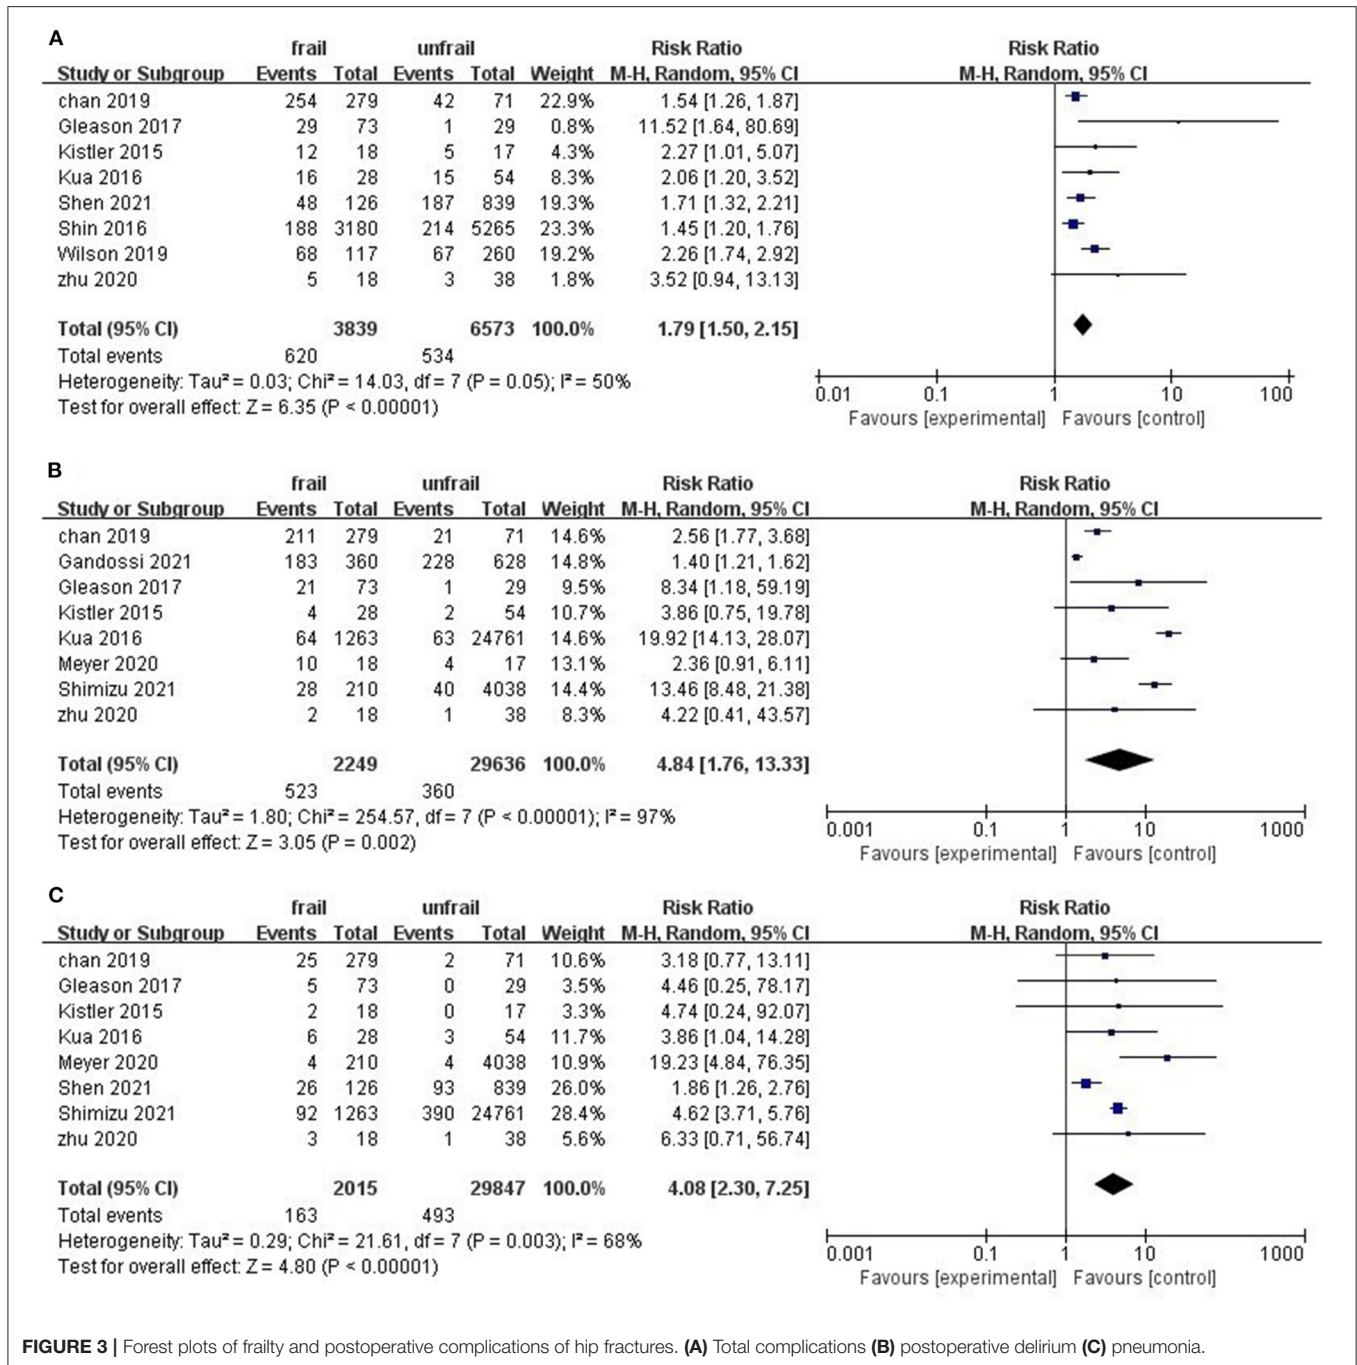 A
frail unfrail Risk Ratio Risk Ratio
Study or Subgroup Events Total Events Total Weight M-H, Random, 95% CI M-H, Random, 95% CI
chan 2019 254 279 42 71 22.9% 1.54 [1.26, 1.87]
Gleason 2017 29 73 1 29 0.8% 11.52 [1.64, 80.69]
Kistler 2015 12 18 5 17 4.3% 2.27 [1.01, 5.07]
Kua 2016 16 28 15 54 8.3% 2.06 [1.20, 3.52]
Shen 2021 48 126 187 839 19.3% 1.71 [1.32, 2.21]
Shin 2016 188 3180 214 5265 23.3% 1.45 [1.20, 1.76]
Wilson 2019 68 117 67 260 19.2% 2.26 [1.74, 2.92]
zhu 2020 5 18 3 38 1.8% 3.52 [0.94, 13.13]
Total (95% CI) 3839 6573 100.0% 1.79 [1.50, 2.15]
Total events 620 534
Heterogeneity: Tau² = 0.03; Chi² = 14.03, df = 7 (P = 0.05); I² = 50%
Test for overall effect: Z = 6.35 (P < 0.00001)
0.01 0.1 1 10 100
Favours [experimental] Favours [control]
B
frail unfrail Risk Ratio Risk Ratio
Study or Subgroup Events Total Events Total Weight M-H, Random, 95% CI M-H, Random, 95% CI
chan 2019 211 279 21 71 14.6% 2.56 [1.77, 3.68]
Gandossi 2021 183 360 228 628 14.8% 1.40 [1.21, 1.62]
Gleason 2017 21 73 1 29 9.5% 8.34 [1.18, 59.19]
Kistler 2015 4 28 2 54 10.7% 3.86 [0.75, 19.78]
Kua 2016 64 1263 63 24761 14.6% 19.92 [14.13, 28.07]
Meyer 2020 10 18 4 17 13.1% 2.36 [0.91, 6.11]
Shimizu 2021 28 210 40 4038 14.4% 13.46 [8.48, 21.38]
zhu 2020 2 18 1 38 8.3% 4.22 [0.41, 43.57]
Total (95% CI) 2249 29636 100.0% 4.84 [1.76, 13.33]
Total events 523 360
Heterogeneity: Tau² = 1.80; Chi² = 254.57, df = 7 (P < 0.00001); I² = 97%
Test for overall effect: Z = 3.05 (P = 0.002)
0.001 0.1 1 10 1000
Favours [experimental] Favours [control]
C
frail unfrail Risk Ratio Risk Ratio
Study or Subgroup Events Total Events Total Weight M-H, Random, 95% CI M-H, Random, 95% CI
chan 2019 25 279 2 71 10.6% 3.18 [0.77, 13.11]
Gleason 2017 5 73 0 29 3.5% 4.46 [0.25, 78.17]
Kistler 2015 2 18 0 17 3.3% 4.74 [0.24, 92.07]
Kua 2016 6 28 3 54 11.7% 3.86 [1.04, 14.28]
Meyer 2020 4 210 4 4038 10.9% 19.23 [4.84, 76.35]
Shen 2021 26 126 93 839 26.0% 1.86 [1.26, 2.76]
Shimizu 2021 92 1263 390 24761 28.4% 4.62 [3.71, 5.76]
zhu 2020 3 18 1 38 5.6% 6.33 [0.71, 56.74]
Total (95% CI) 2015 29847 100.0% 4.08 [2.30, 7.25]
Total events 163 493
Heterogeneity: Tau² = 0.29; Chi² = 21.61, df = 7 (P = 0.003); I² = 68%
Test for overall effect: Z = 4.80 (P < 0.00001)
0.001 0.1 1 10 1000
Favours [experimental] Favours [control]
FIGURE 3 | Forest plots of frailty and postoperative complications of hip fractures. (A) Total complications (B) postoperative delirium (C) pneumonia.